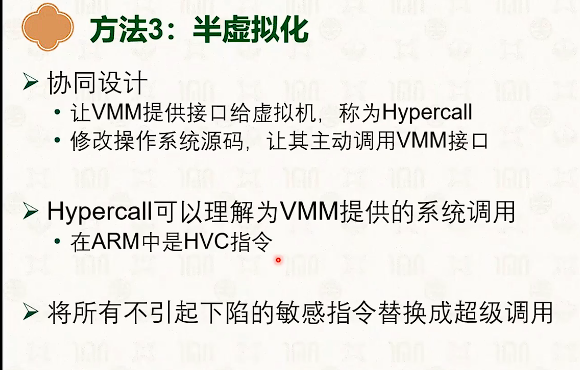 方法3：半虚拟化
协同设计
让VMM提供接口给虚拟机，称为Hypercall
修改操作系统源码，让其主动调用VMM接口
Hypercall可以理解为VMM提供的系统调用
在ARM中是HVC指令
将所有不引起下陷的敏感指令替换成超级调用